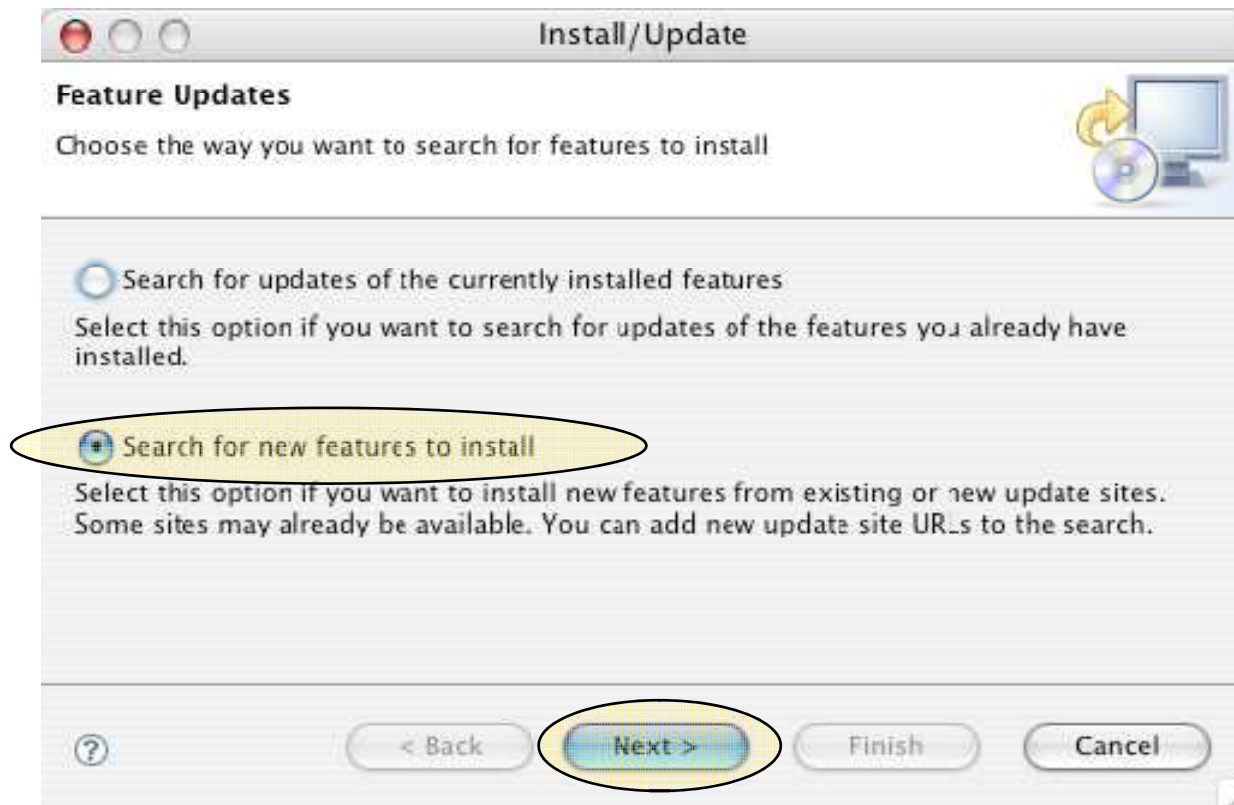 Install/Update
Feature Updates
Choose the way you want to search for features to install
Search for updates of the currently installed features
Select this option if you want to search for updates of the features you already have
installed.
Search for new features to install
Select this option if you want to install new features from existing or new update sites.
Some sites may already be available. You can add new update site URLs to the search.
?
< Back
Next >
Finish
Cancel